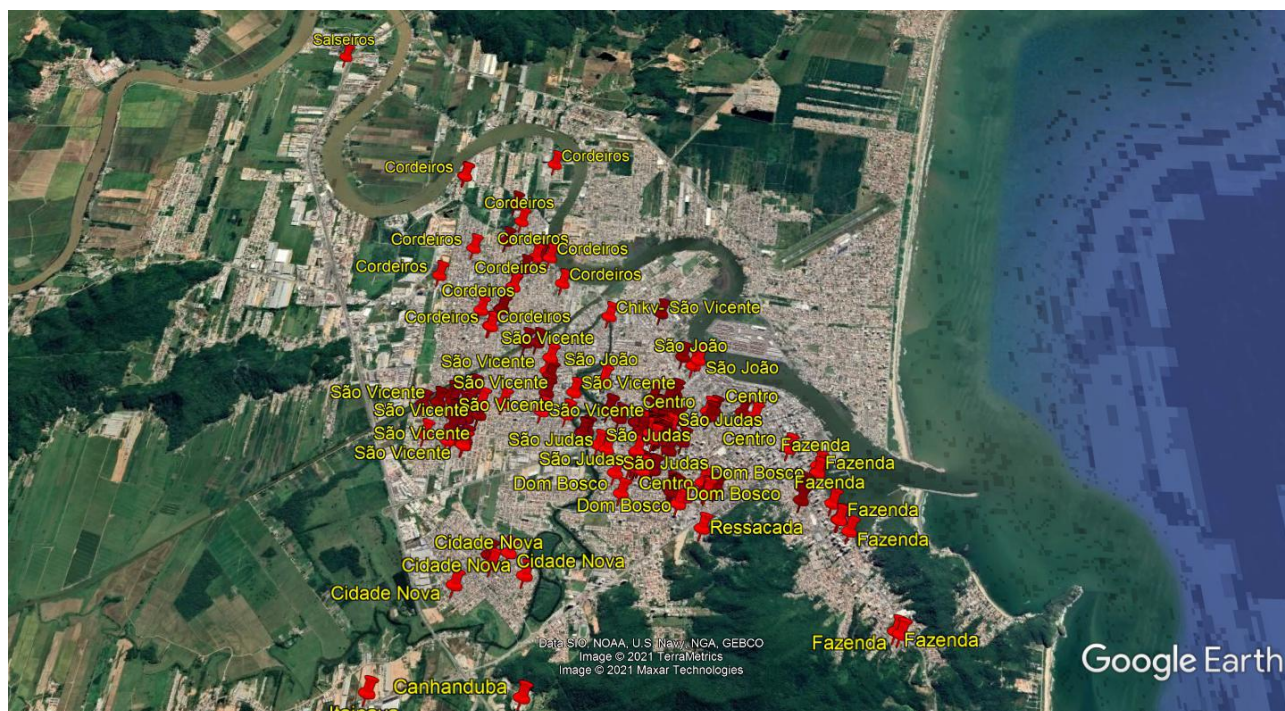 Salseiros
Cordeiros
Cordeiros
Cordeiros
Cordeiros
Cordeiros
Cordeiros
Cordeiros
Cordeiros
Cordeiros
Cordeiros
Cordeiros
Cordeiros
Chikv- São Vicente
São Vicente
São João
São Vicente
São João
São João
São Vicente
São Vicente
São Vicente
Centro
Centro
São Vicente
São Vicente
São Vicente
São Judas
São Vicente
São Judas
São Judas
Centro
Fazenda
São Vicente
São Judas
São Judas
Fazenda
Dom Bosco
Centro
Dom Bosco
Fazenda
Dom Bosco
Dom Bosco
Fazenda
Ressacada
Fazenda
Cidade Nova
Cidade Nova
Cidade Nova
Cidade Nova
Fazenda
Fazenda
Data SIO, NOAA, U.S. Navy, NGA, GEBCO
Image © 2021 TerraMetrics
Image © 2021 Maxar Technologies
Google Earth
Canhanduba